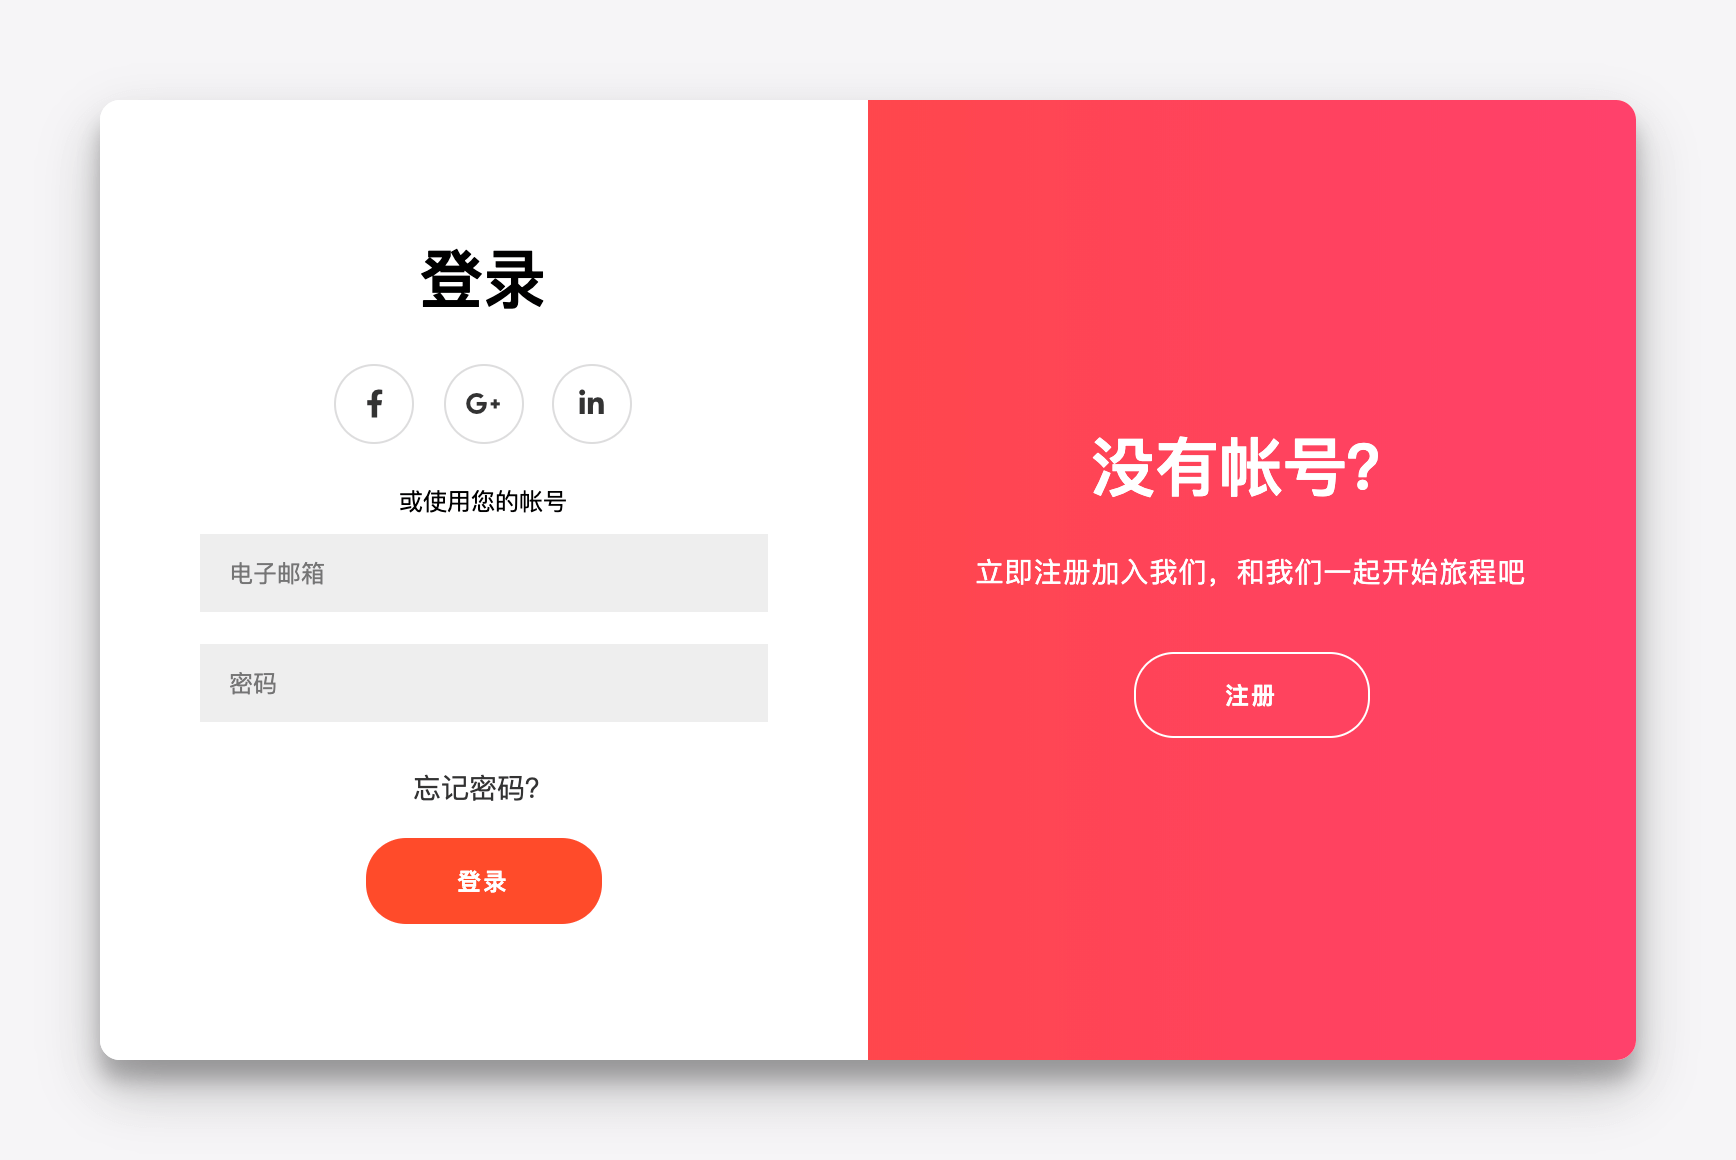 登录
f
G+
in
或使用您的帐号
电子邮箱
密码
忘记密码?
登录
没有帐号?
立即注册加入我们，和我们一起开始旅程吧
注册